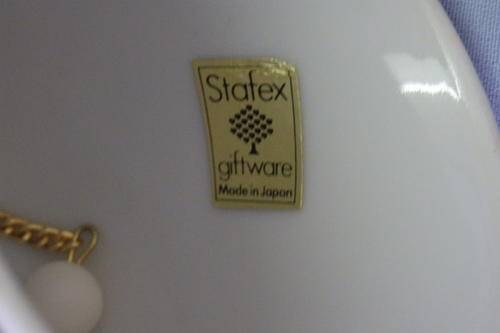 Stafex
giftware
Made in Japan